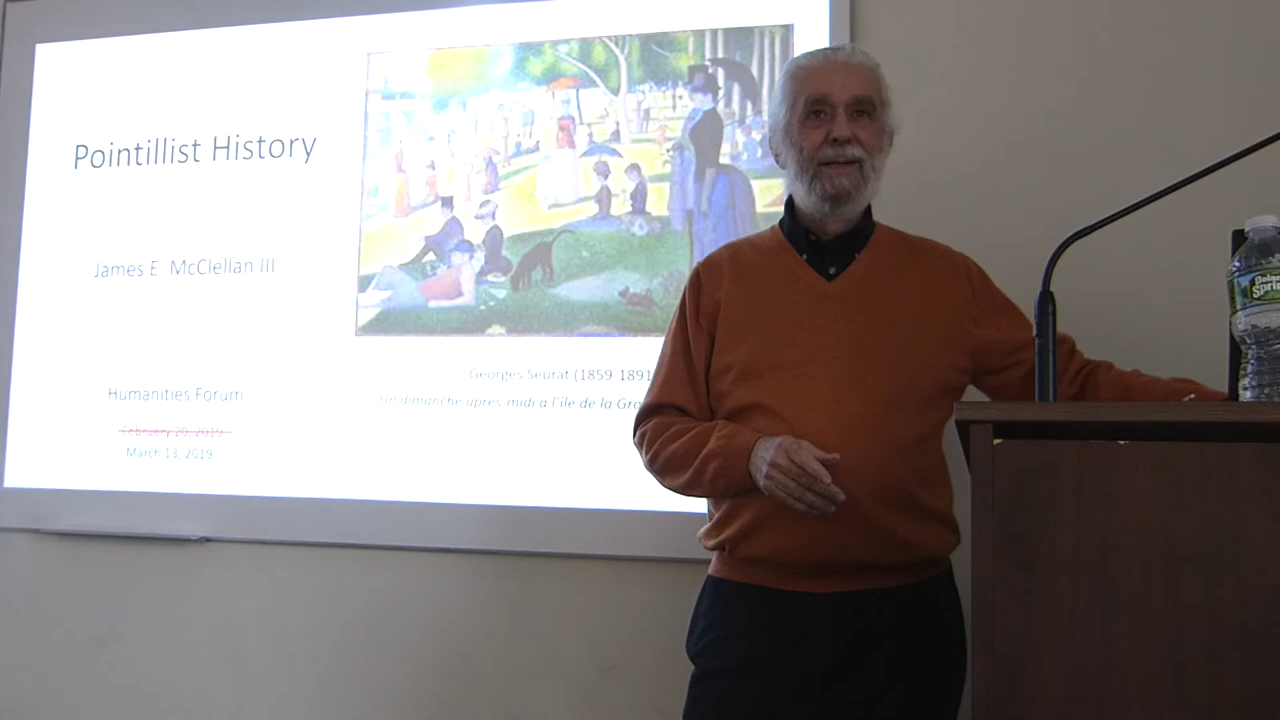 Pointillist History
James E. McClellan III
Humanities Forum
February 20, 2019
March 13, 2019
Georges Seurat (1859 1891
Un dimanche après midi à l'île de la Gra
Spri